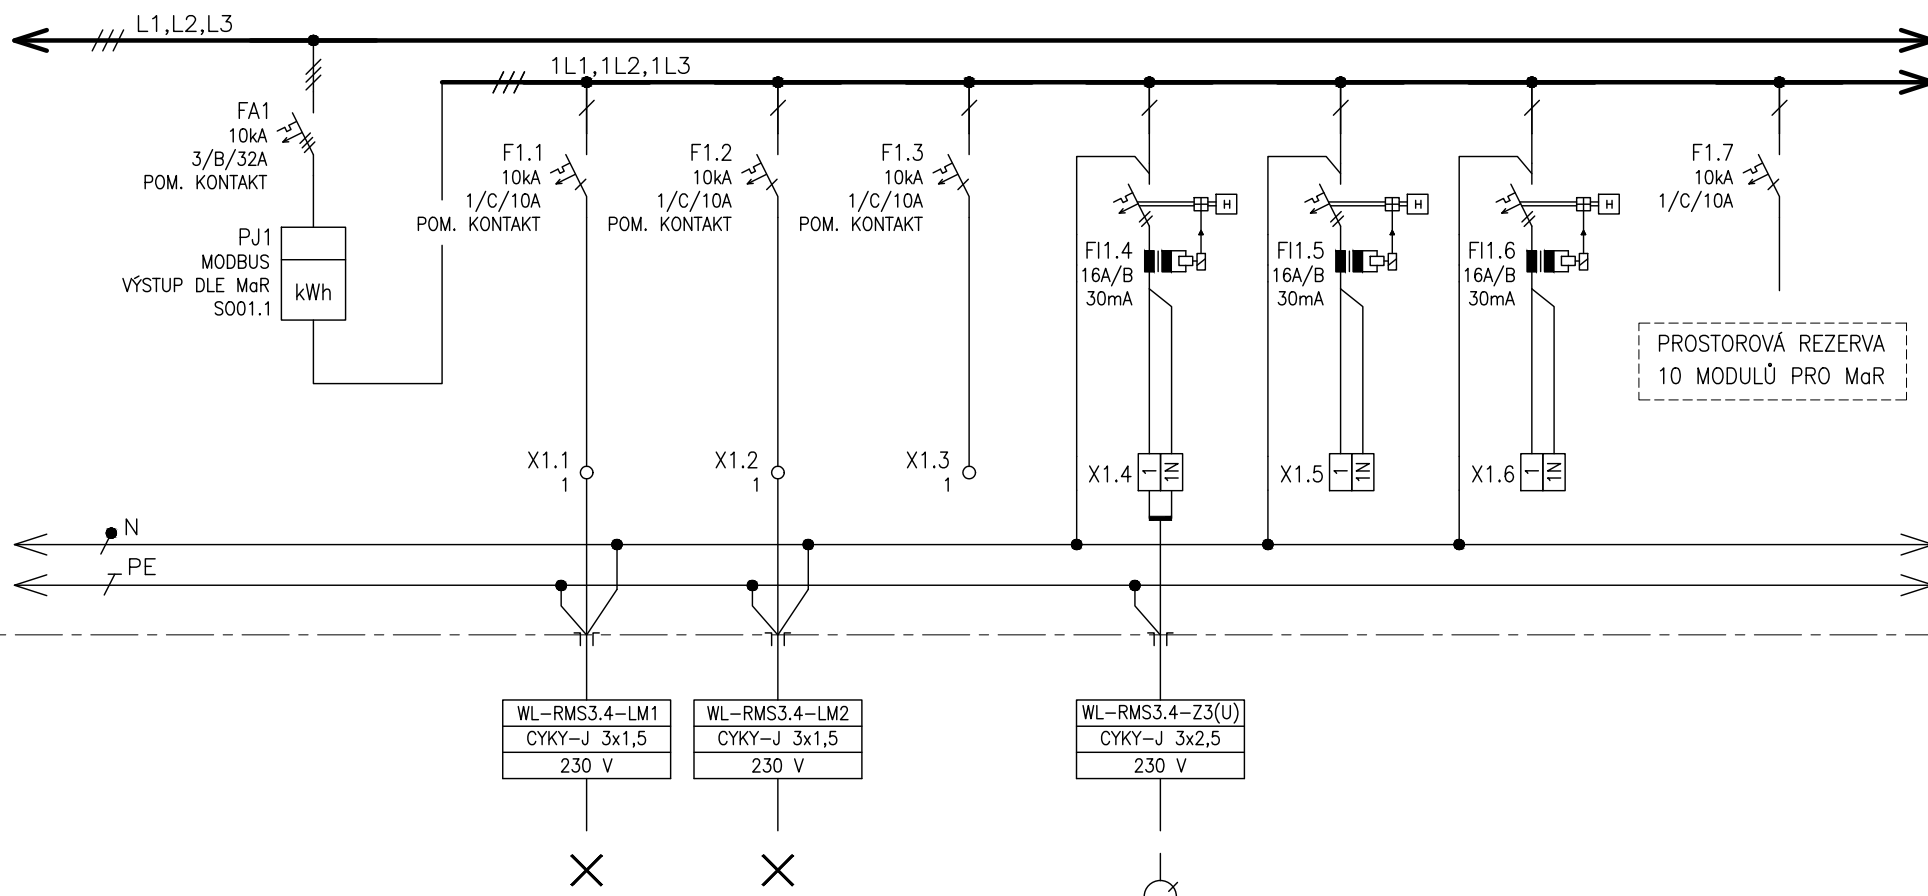 L1,L2,L3
1L1,1L2,1L3
FA1
10kA
3/B/32A
POM. KONTAKT
PJ1
MODBUS
VÝSTUP DLE MaR
SO01.1
kWh
F1.1
10kA
1/C/10A
POM. KONTAKT
F1.2
10kA
1/C/10A
POM. KONTAKT
F1.3
10kA
1/C/10A
POM. KONTAKT
H
FI1.4
16A/B
30mA
H
FI1.5
16A/B
30mA
H
FI1.6
16A/B
30mA
F1.7
10kA
1/C/10A
PROSTOROVÁ REZERVA
10 MODULŮ PRO MaR
X1.1
1
X1.2
1
X1.3
1
X1.4 1 1N
X1.5 1 1N
X1.6 1 1N
N
PE
WL-RMS3.4-LM1
CYKY-J 3x1,5
230 V
WL-RMS3.4-LM2
CYKY-J 3x1,5
230 V
WL-RMS3.4-Z3(U)
CYKY-J 3x2,5
230 V